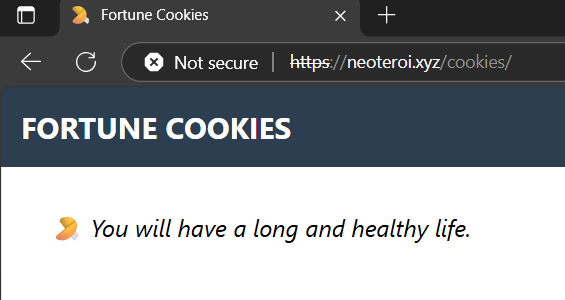 Fortune Cookies
Not secure | https://neoteroi.xyz/cookies/
FORTUNE COOKIES
You will have a long and healthy life.